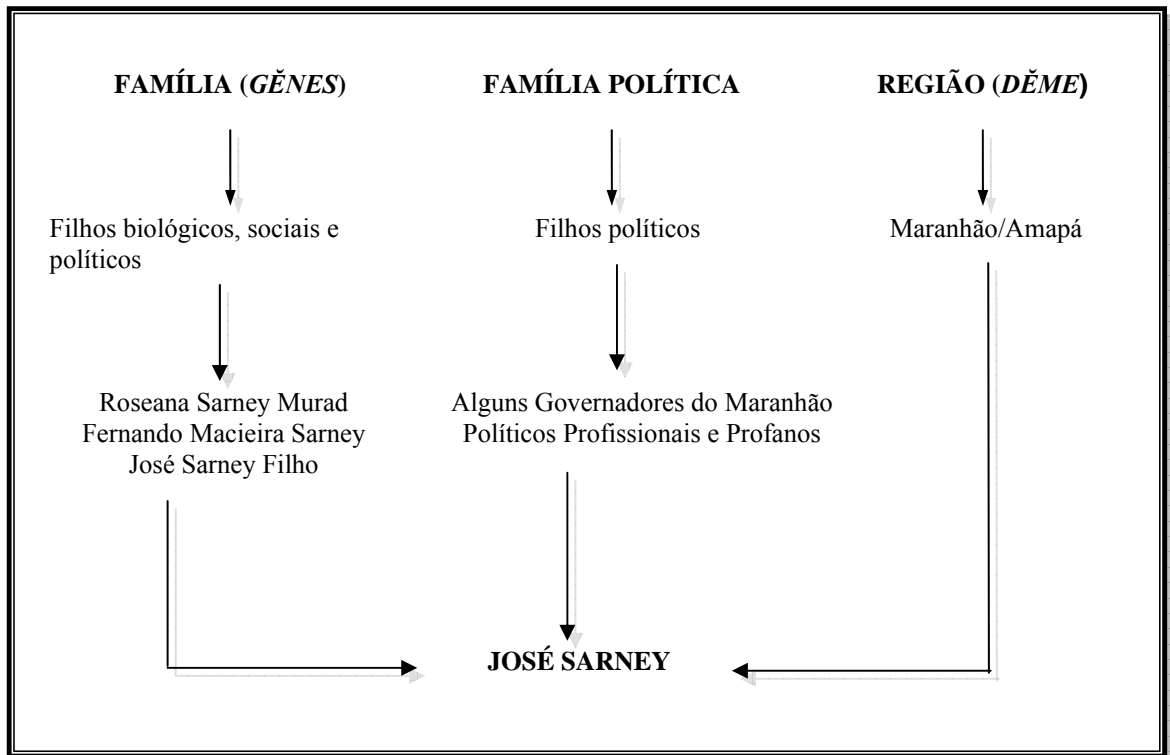 FAMÍLIA (GĔNES)
FAMÍLIA POLÍTICA
REGIÃO (DĔME)
Filhos biológicos, sociais e
políticos
Filhos políticos
Maranhão/Amapá
Roseana Sarney Murad
Fernando Macieira Sarney
José Sarney Filho
Alguns Governadores do Maranhão
Políticos Profissionais e Profanos
JOSÉ SARNEY